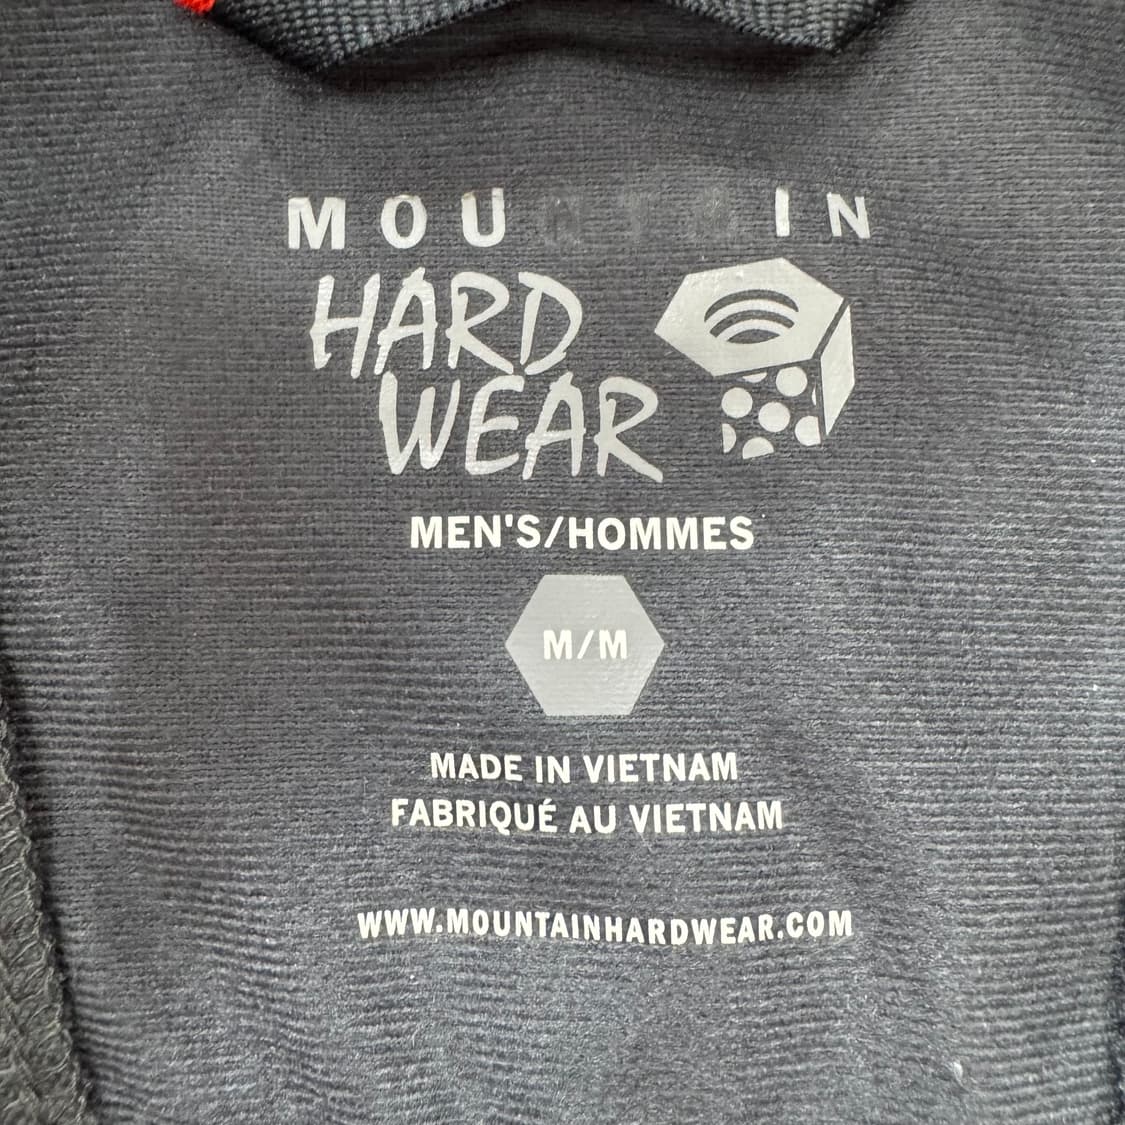 MOUNTAIN
HARD
WEAR
MEN'S/HOMMES
M/M
MADE IN VIETNAM
FABRIQUÉ AU VIETNAM
WWW.MOUNTAINHARDWEAR.COM